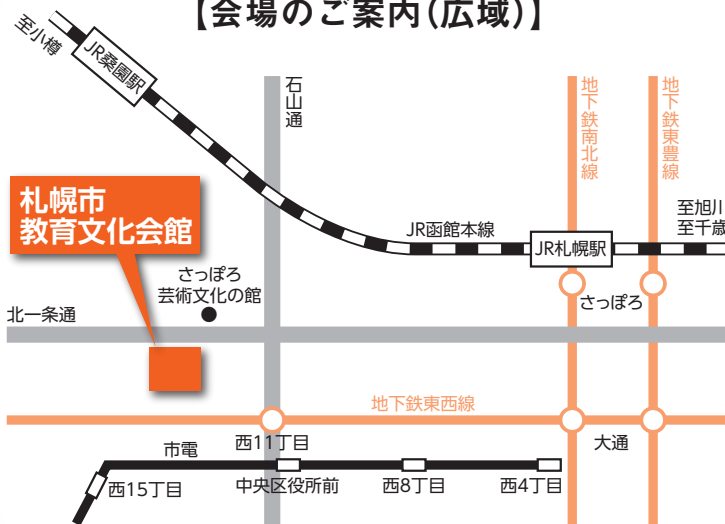 【会場のご案内(広域)】
至小樽
JR桑園駅
石山通
地下鉄南北線
地下鉄東豊線
札幌市
教育文化会館
至旭川
至千歳
JR函館本線
JR札幌駅
さっぽろ
芸術文化の館
さっぽろ
北一条通
地下鉄東西線
西11丁目
大通
市電
西15丁目
中央区役所前
西8丁目
西4丁目